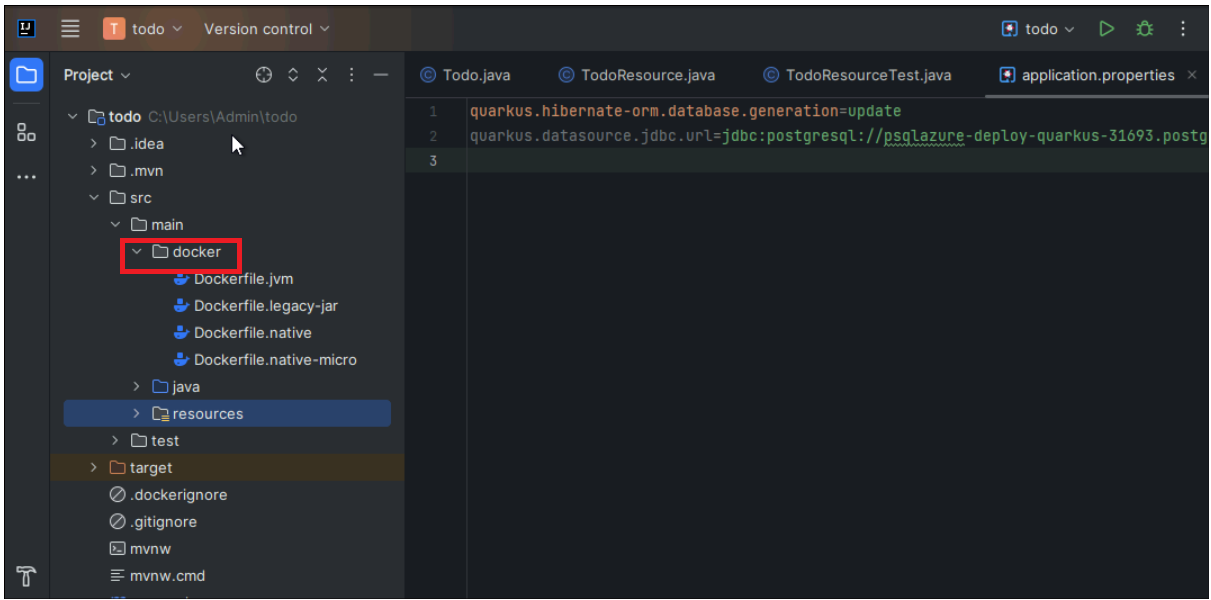 T todo Version control todo
Project
Todo.java TodoResource.java TodoResourceTest.java application.properties
todo C:\Users\Admin\todo
.idea
.mvn
src
main
docker
Dockerfile.jvm
Dockerfile.legacy-jar
Dockerfile.native
Dockerfile.native-micro
java
resources
test
target
.dockerignore
.gitignore
mvnw
mvnw.cmd
1 quarkus.hibernate-orm.database.generation=update
2 quarkus.datasource.jdbc.url=jdbc:postgresql://psqlazure-deploy-quarkus-31693.postg
3